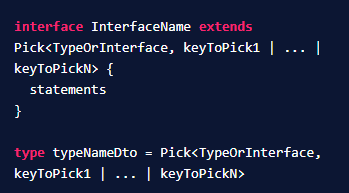 interface InterfaceName extends
Pick<TypeOrInterface, keyToPick1 | ... |
keyToPickN> {
  statements
}

type typeNameDto = Pick<TypeOrInterface,
keyToPick1 | ... | keyToPickN>